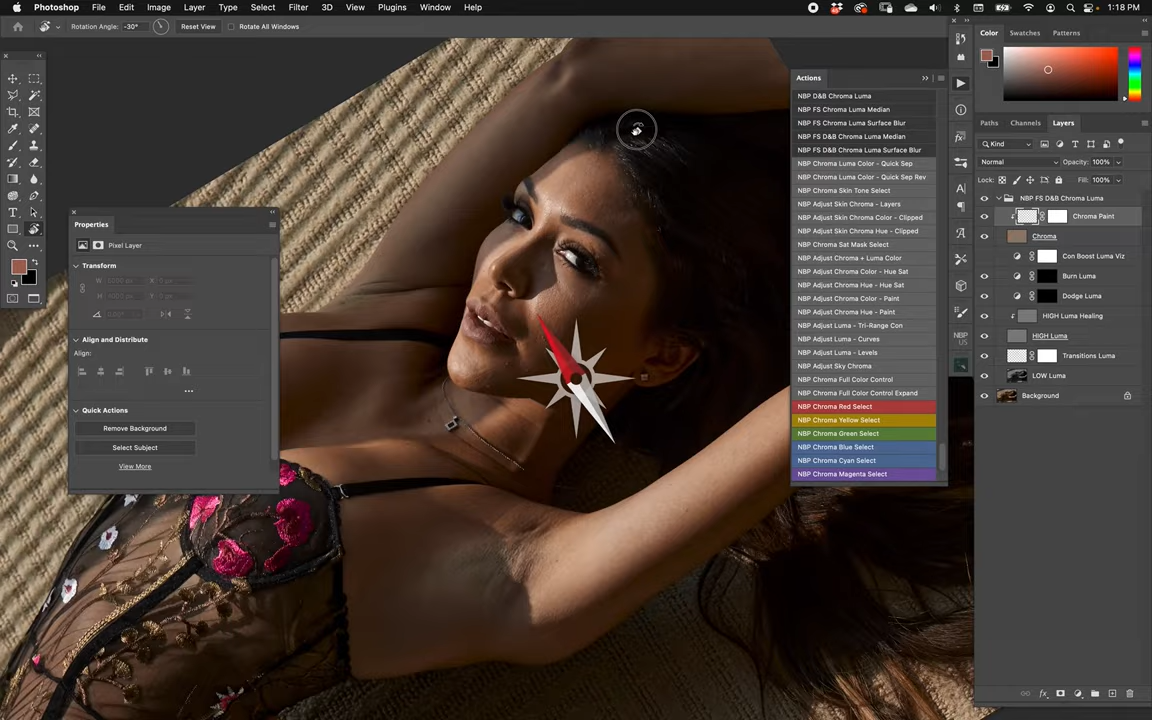 Photoshop File Edit Image Layer Type Select Filter 3D View Plugins Window Help 1:18 PM
Rotation Angle: -30° Reset View Rotate All Windows
Color Swatches Patterns
Actions
NBP D&B Chroma Luma
NBP FS Chroma Luma Median
NBP FS Chroma Luma Surface Blur
NBP FS D&B Chroma Luma Median
NBP FS D&B Chroma Luma Surface Blur
NBP Chroma Luma Color - Quick Sep
NBP Chroma Luma Color - Quick Sep Rev
NBP Chroma Skin Tone Select
NBP Adjust Skin Chroma - Layers
NBP Adjust Skin Chroma Color - Clipped
NBP Adjust Skin Chroma Hue - Clipped
NBP Chroma Sat Mask Select
NBP Adjust Chroma + Luma Color
NBP Adjust Chroma Color - Hue Sat
NBP Adjust Chroma Hue - Hue Sat
NBP Adjust Chroma Color - Paint
NBP Adjust Chroma Hue - Paint
NBP Adjust Luma - Tri-Range Con
NBP Adjust Luma - Curves
NBP Adjust Luma - Levels
NBP Adjust Sky Chroma
NBP Chroma Full Color Control
NBP Chroma Full Color Control Expand
NBP Chroma Red Select
NBP Chroma Yellow Select
NBP Chroma Green Select
NBP Chroma Blue Select
NBP Chroma Cyan Select
NBP Chroma Magenta Select
NBP
US
Paths Channels Layers
Kind
Normal Opacity: 100%
Lock: Fill: 100%
NBP FS D&B Chroma Luma
Chroma Paint
Chroma
Con Boost Luma Viz
Burn Luma
Dodge Luma
HIGH Luma Healing
HIGH Luma
Transitions Luma
LOW Luma
Background
Properties
Pixel Layer
Transform
W X 0 px
H Y 0 px
Align and Distribute
Align:
Quick Actions
Remove Background
Select Subject
View More